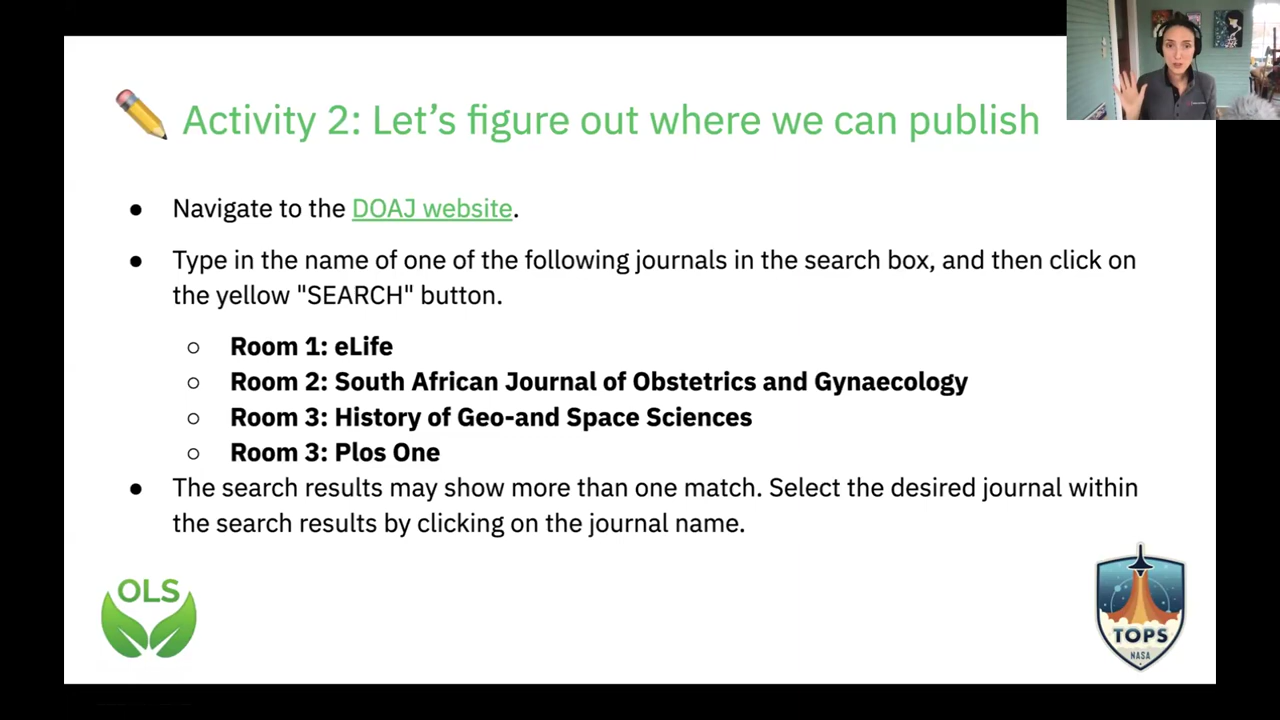 Activity 2: Let's figure out where we can publish
● Navigate to the DOAJ website.
● Type in the name of one of the following journals in the search box, and then click on
the yellow "SEARCH" button.
○ Room 1: eLife
○ Room 2: South African Journal of Obstetrics and Gynaecology
○ Room 3: History of Geo-and Space Sciences
○ Room 3: Plos One
● The search results may show more than one match. Select the desired journal within
the search results by clicking on the journal name.
OLS
TOPS
NASA